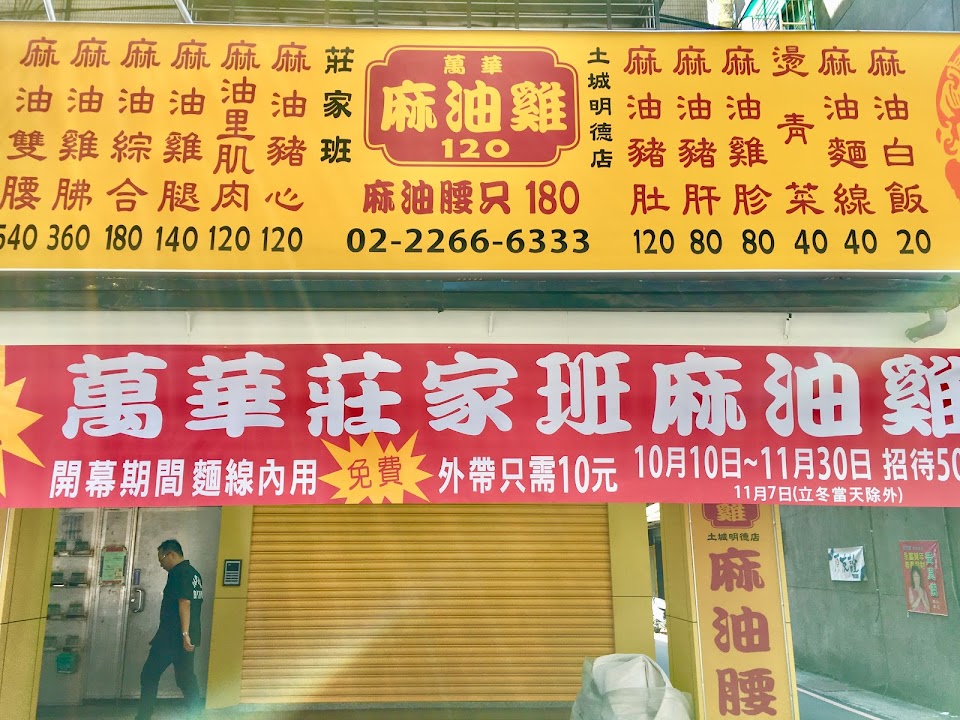 麻油雙腰 540
麻油雞胇 360
麻油綜合 180
麻油雞腿 140
麻油里肌肉 120
麻油豬心 120
莊家班
萬華
麻油雞
120
土城明德店
麻油腰只 180
02-2266-6333
麻油豬肚 120
麻油豬肝 80
麻油雞胗 80
燙青菜 40
麻油麵線 40
麻油白飯 20
萬華莊家班麻油雞
開幕期間 麵線內用 免費 外帶只需10元
10月10日~11月30日 招待50
11月7日(立冬當天除外)
雞
土城明德店
麻油腰